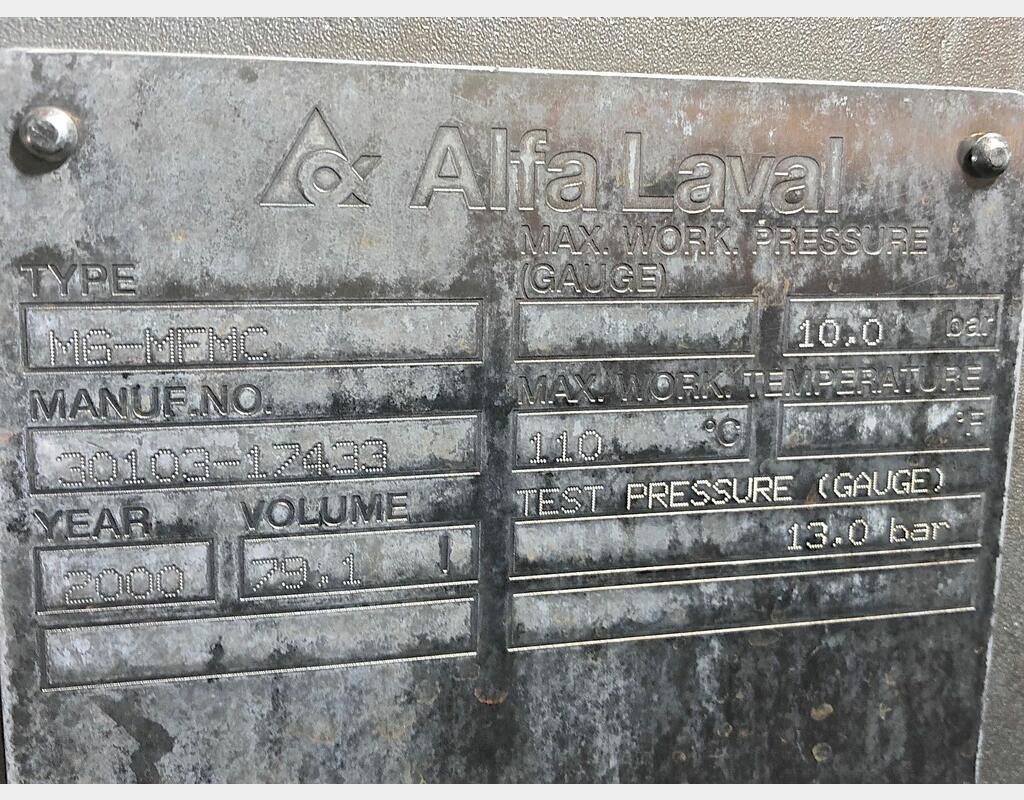 Alfa Laval
TYPE
M6-MFMC
MANUF.NO.
30103-17433
YEAR VOLUME
2000 79.1 l
MAX. WORK. PRESSURE
(GAUGE)
10.0 bar
MAX. WORK. TEMPERATURE
110 °C °F
TEST PRESSURE (GAUGE)
13.0 bar